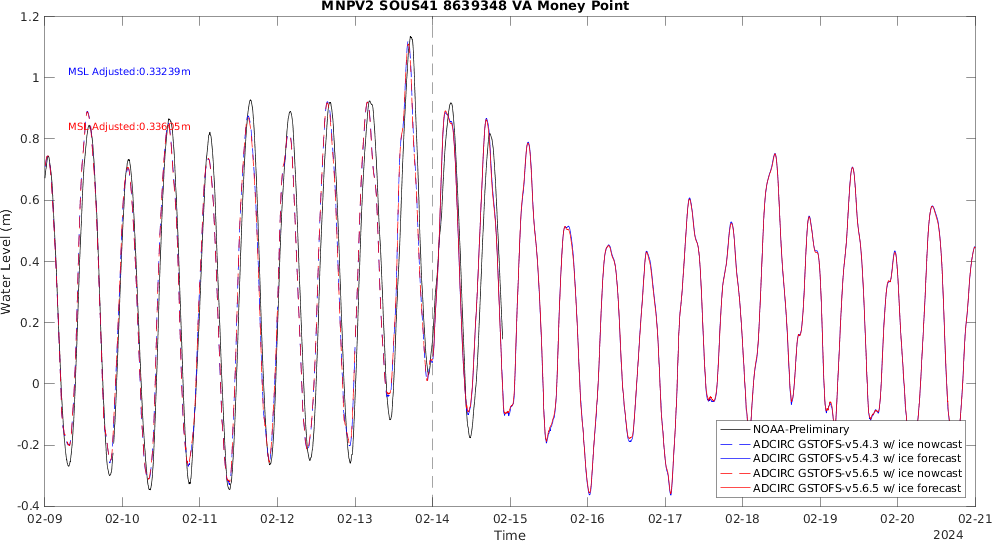 MNPV2 SOUS41 8639348 VA Money Point
1.2
1
0.8
0.6
0.4
0.2
0
-0.2
-0.4
Water Level (m)
MSL Adjusted:0.33239m
MSL Adjusted:0.33605m
NOAA-Preliminary
ADCIRC GSTOFS-v5.4.3 w/ ice nowcast
ADCIRC GSTOFS-v5.4.3 w/ ice forecast
ADCIRC GSTOFS-v5.6.5 w/ ice nowcast
ADCIRC GSTOFS-v5.6.5 w/ ice forecast
02-09 02-10 02-11 02-12 02-13 02-14 02-15 02-16 02-17 02-18 02-19 02-20 02-21
Time
2024